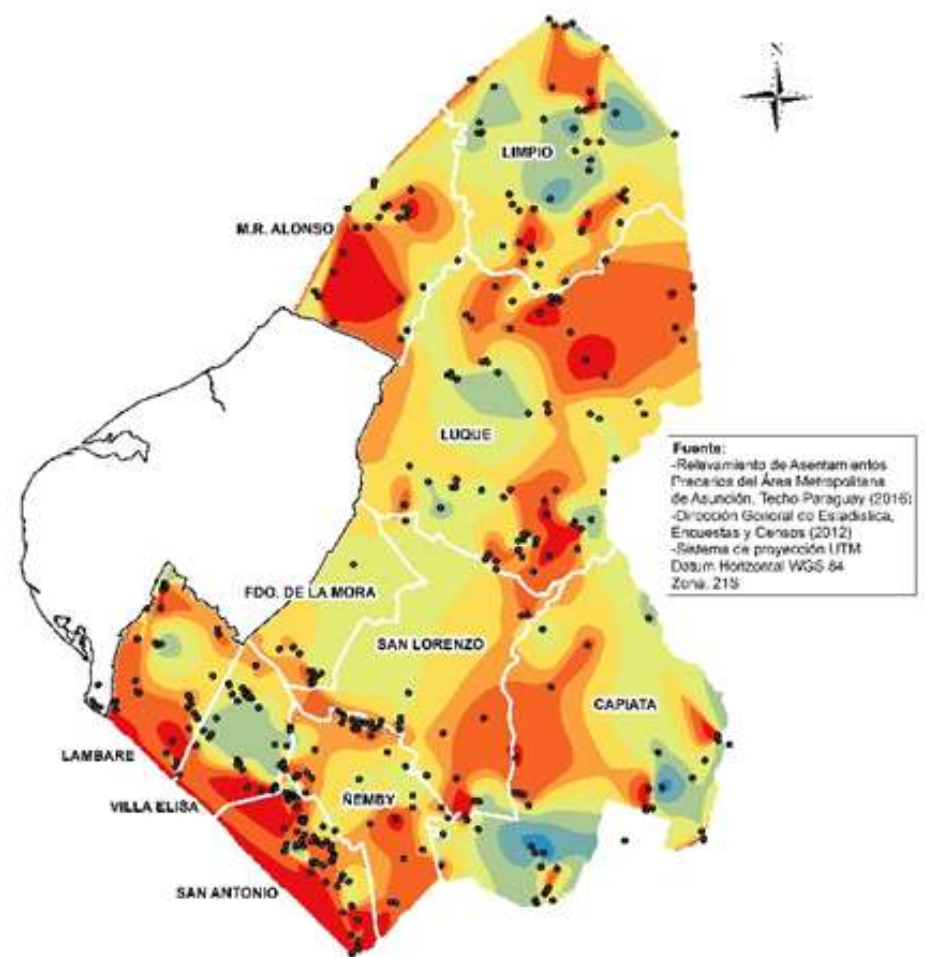 N
LIMPIO
M.R. ALONSO
LUQUE
Fuente:
-Relevamiento de Asentamientos
Precarios del Área Metropolitana
de Asunción. Techo Paraguay (2016)
-Dirección General de Estadistica,
Encuestas y Censos (2012)
-Sistema de proyección UTM
Datum Horizontal WGS 84
Zona: 21S
FDO. DE LA MORA
SAN LORENZO
CAPIATA
LAMBARE
VILLA ELISA
ÑEMBY
SAN ANTONIO